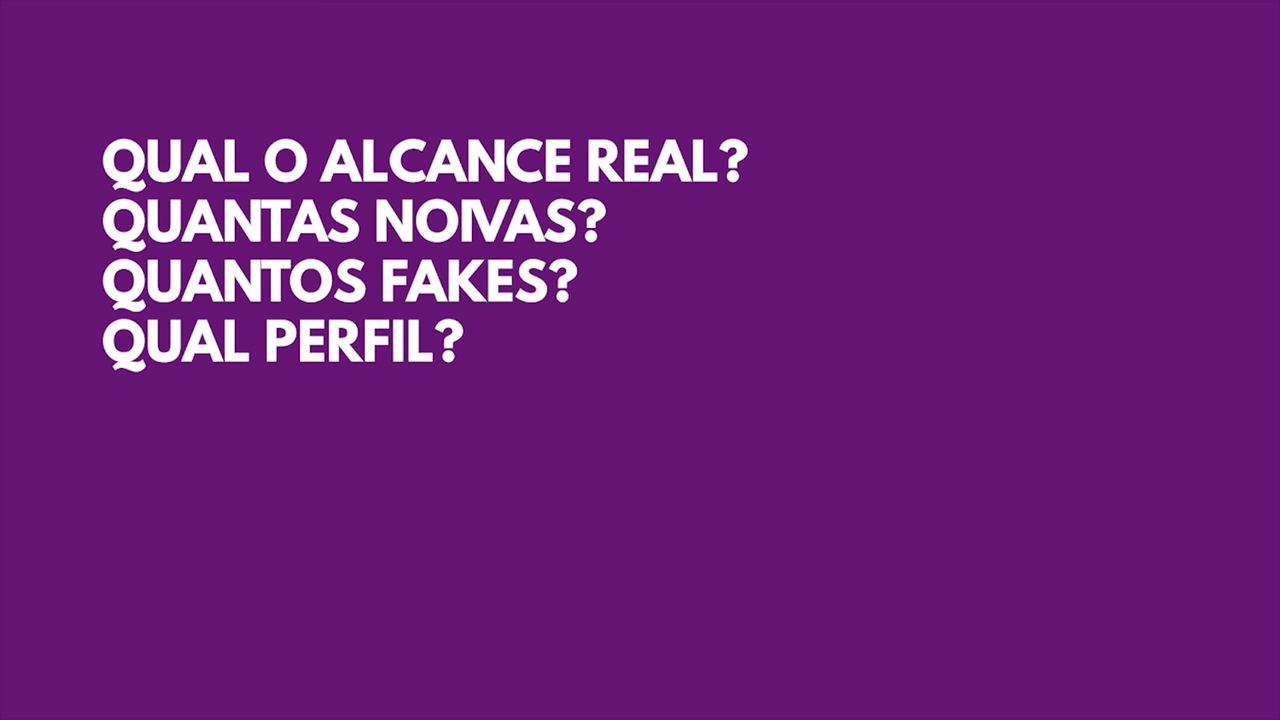 QUAL O ALCANCE REAL?
QUANTAS NOIVAS?
QUANTOS FAKES?
QUAL PERFIL?